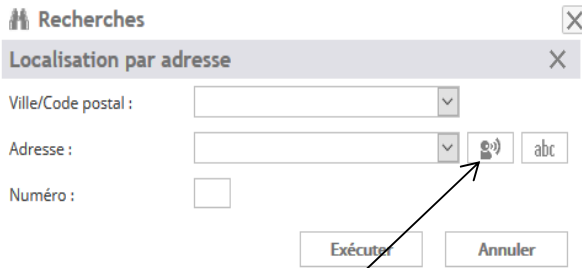 Recherches
Localisation par adresse
Ville/Code postal :
Adresse :
abc
Numéro :
Exécuter Annuler